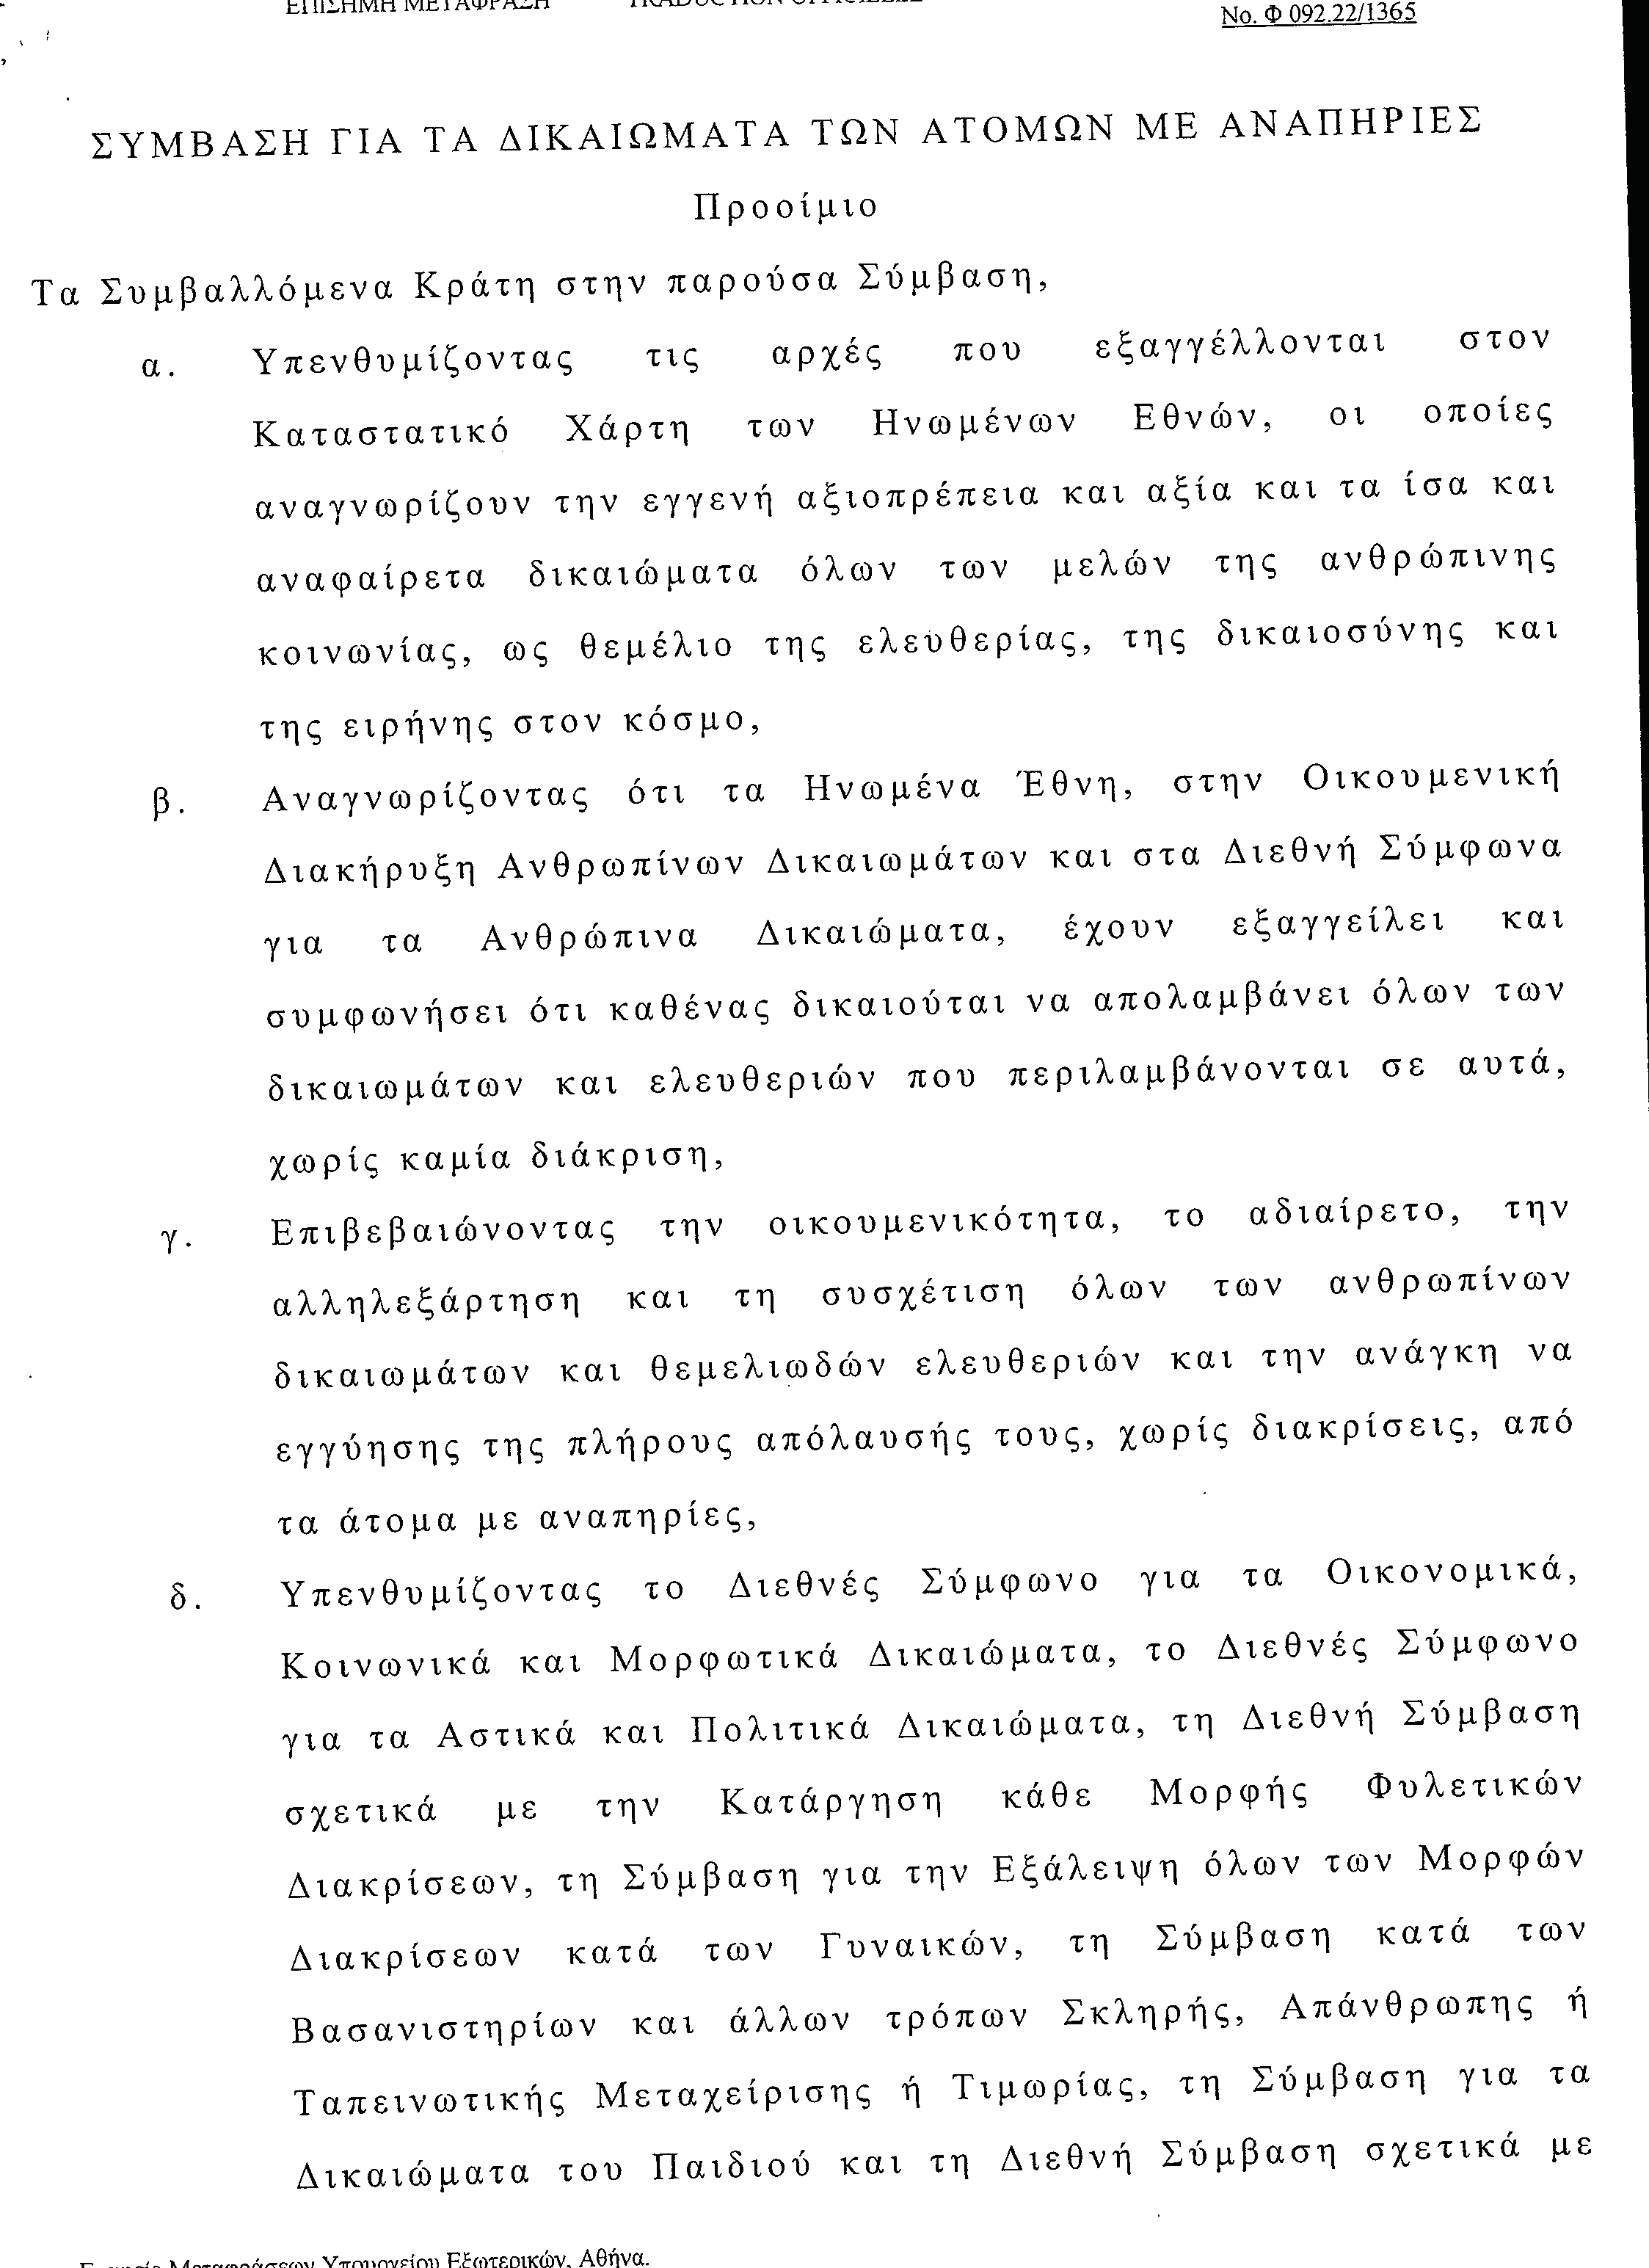 ΕΠΙΣΗΜΗ ΜΕΤΑΦΡΑΣΗ
No. Φ 092.22/1365
ΣΥΜΒΑΣΗ ΓΙΑ ΤΑ ΔΙΚΑΙΩΜΑΤΑ ΤΩΝ ΑΤΟΜΩΝ ΜΕ ΑΝΑΠΗΡΙΕΣ
Προοίμιο
Τα Συμβαλλόμενα Κράτη στην παρούσα Σύμβαση,
α. Υπενθυμίζοντας τις αρχές που εξαγγέλλονται στον
Καταστατικό Χάρτη των Ηνωμένων Εθνών, οι οποίες
αναγνωρίζουν την εγγενή αξιοπρέπεια και αξία και τα ίσα και
αναφαίρετα δικαιώματα όλων των μελών της ανθρώπινης
κοινωνίας, ως θεμέλιο της ελευθερίας, της δικαιοσύνης και
της ειρήνης στον κόσμο,
β. Αναγνωρίζοντας ότι τα Ηνωμένα Έθνη, στην Οικουμενική
Διακήρυξη Ανθρωπίνων Δικαιωμάτων και στα Διεθνή Σύμφωνα
για τα Ανθρώπινα Δικαιώματα, έχουν εξαγγείλει και
συμφωνήσει ότι καθένας δικαιούται να απολαμβάνει όλων των
δικαιωμάτων και ελευθεριών που περιλαμβάνονται σε αυτά,
χωρίς καμία διάκριση,
γ. Επιβεβαιώνοντας την οικουμενικότητα, το αδιαίρετο, την
αλληλεξάρτηση και τη συσχέτιση όλων των ανθρωπίνων
δικαιωμάτων και θεμελιωδών ελευθεριών και την ανάγκη να
εγγύησης της πλήρους απόλαυσής τους, χωρίς διακρίσεις, από
τα άτομα με αναπηρίες,
δ. Υπενθυμίζοντας το Διεθνές Σύμφωνο για τα Οικονομικά,
Κοινωνικά και Μορφωτικά Δικαιώματα, το Διεθνές Σύμφωνο
για τα Αστικά και Πολιτικά Δικαιώματα, τη Διεθνή Σύμβαση
σχετικά με την Κατάργηση κάθε Μορφής Φυλετικών
Διακρίσεων, τη Σύμβαση για την Εξάλειψη όλων των Μορφών
Διακρίσεων κατά των Γυναικών, τη Σύμβαση κατά των
Βασανιστηρίων και άλλων τρόπων Σκληρής, Απάνθρωπης ή
Ταπεινωτικής Μεταχείρισης ή Τιμωρίας, τη Σύμβαση για τα
Δικαιώματα του Παιδιού και τη Διεθνή Σύμβαση σχετικά με
Μεταφράσεων Υπουργείου Εξωτερικών, Αθήνα.